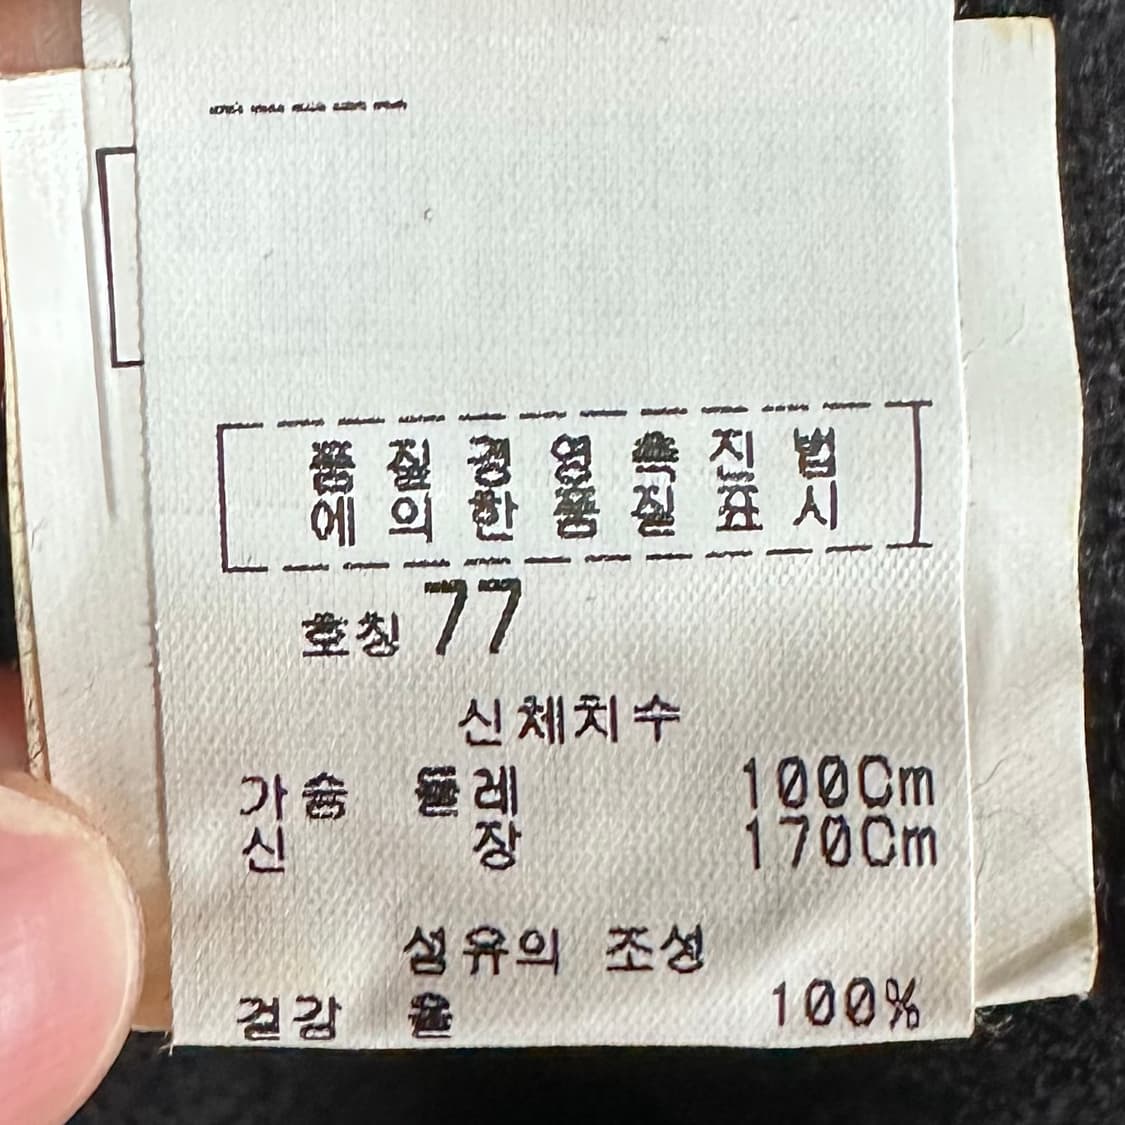 품질경영촉진법
에의한품질표시
호칭 77
신체치수
가슴 둘레 100Cm
신 장 170Cm
섬유의 조성
겉감 울 100%